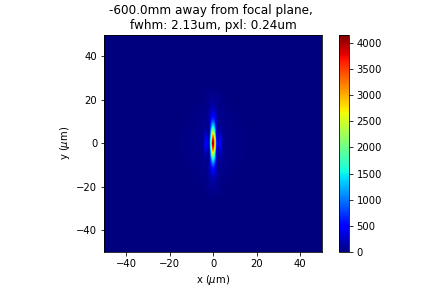 -600.0mm away from focal plane,
fwhm: 2.13um, pxl: 0.24um
4000
3500
3000
2500
2000
1500
1000
500
0
40
20
0
−20
−40
y (μm)
−40 −20 0 20 40
x (μm)